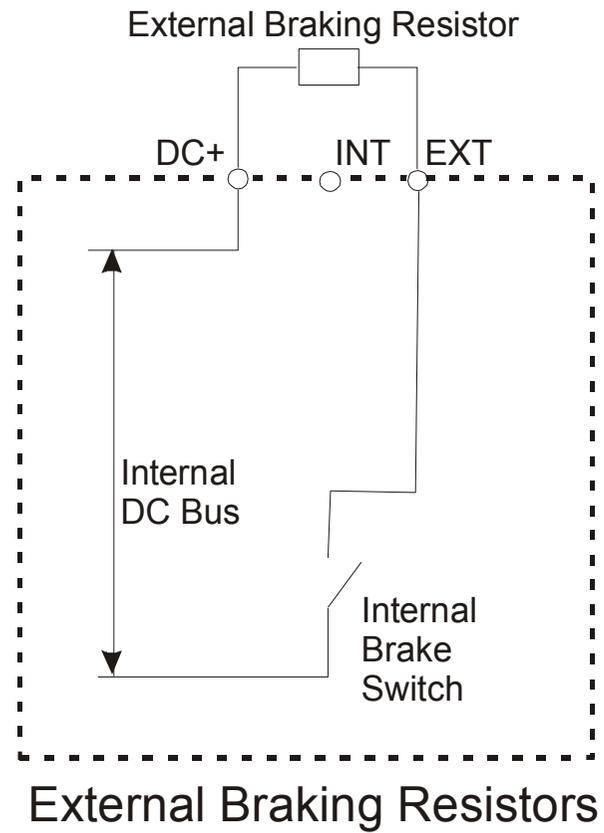 External Braking Resistor
DC+ INT EXT
Internal
DC Bus
Internal
Brake
Switch
External Braking Resistors